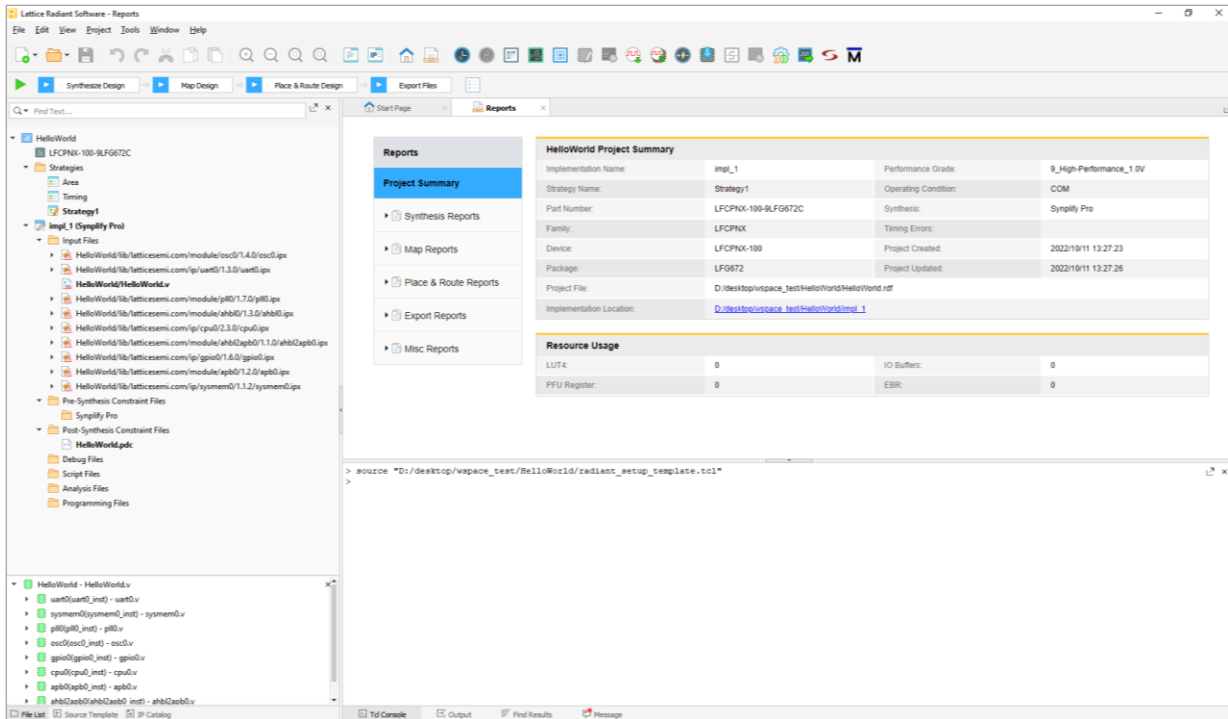 Lattice Radiant Software - Reports
File Edit View Project Tools Window Help
Synthesize Design Map Design Place & Route Design Export Files
Find Text...
HelloWorld
LFCPNX-100-9LFG672C
Strategies
Area
Timing
Strategy1
impl_1 (Synplify Pro)
Input Files
HelloWorld/lib/latticesemi.com/module/osc0/1.4.0/osc0.ipx
HelloWorld/lib/latticesemi.com/ip/uart0/1.3.0/uart0.ipx
HelloWorld/HelloWorld.v
HelloWorld/lib/latticesemi.com/module/pll0/1.7.0/pll0.ipx
HelloWorld/lib/latticesemi.com/module/ahbl0/1.3.0/ahbl0.ipx
HelloWorld/lib/latticesemi.com/ip/cpu0/2.3.0/cpu0.ipx
HelloWorld/lib/latticesemi.com/module/ahbl2apb0/1.1.0/ahbl2apb0.ipx
HelloWorld/lib/latticesemi.com/ip/gpio0/1.6.0/gpio0.ipx
HelloWorld/lib/latticesemi.com/module/apb0/1.2.0/apb0.ipx
HelloWorld/lib/latticesemi.com/ip/sysmem0/1.1.2/sysmem0.ipx
Pre-Synthesis Constraint Files
Synplify Pro
Post-Synthesis Constraint Files
HelloWorld.pdc
Debug Files
Script Files
Analysis Files
Programming Files
HelloWorld - HelloWorld.v
uart0(uart0_inst) - uart0.v
sysmem0(sysmem0_inst) - sysmem0.v
pll0(pll0_inst) - pll0.v
osc0(osc0_inst) - osc0.v
gpio0(gpio0_inst) - gpio0.v
cpu0(cpu0_inst) - cpu0.v
apb0(apb0_inst) - apb0.v
ahbl2apb0(ahbl2apb0_inst) - ahbl2apb0.v
File List Source Template IP Catalog
Start Page Reports
Reports
Project Summary
Synthesis Reports
Map Reports
Place & Route Reports
Export Reports
Misc Reports
HelloWorld Project Summary
Implementation Name: impl_1 Performance Grade: 9_High-Performance_1.0V
Strategy Name: Strategy1 Operating Condition: COM
Part Number: LFCPNX-100-9LFG672C Synthesis: Synplify Pro
Family: LFCPNX Timing Errors:
Device: LFCPNX-100 Project Created: 2022/10/11 13:27:23
Package: LFG672 Project Updated: 2022/10/11 13:27:26
Project File: D:/desktop/wspace_test/HelloWorld/HelloWorld.rdf
Implementation Location: D:/desktop/wspace_test/HelloWorld/impl_1
Resource Usage
LUT4: 0 IO Buffers: 0
PFU Register: 0 EBR: 0
> source "D:/desktop/wspace_test/HelloWorld/radiant_setup_template.tcl"
>
Tcl Console Output Find Results Message